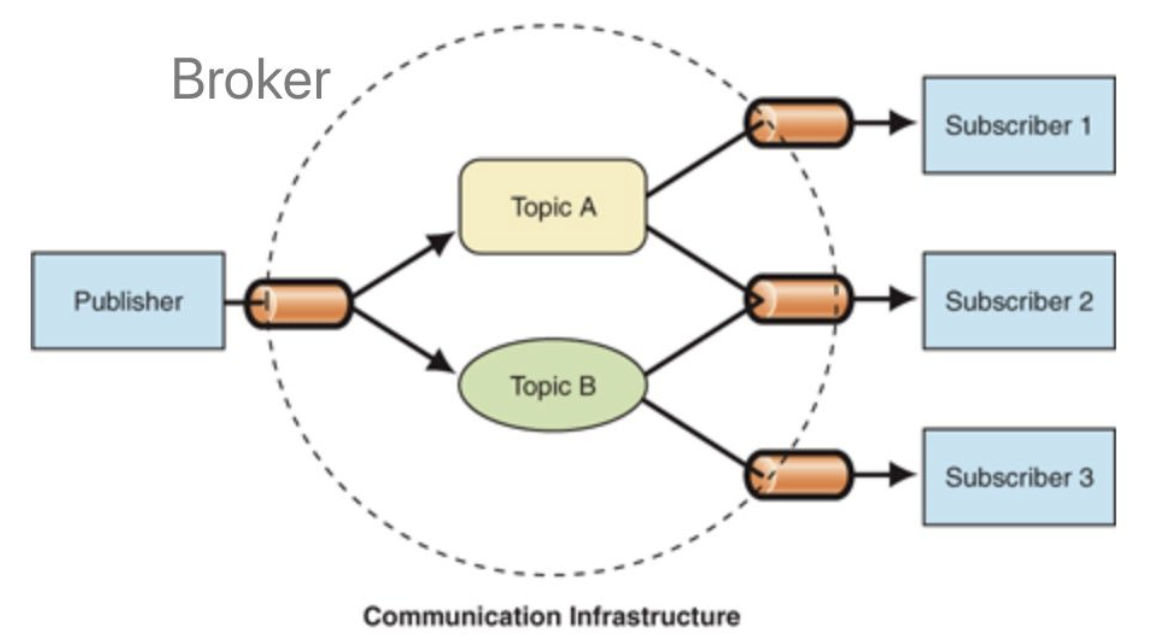 Broker
Publisher
Topic A
Topic B
Subscriber 1
Subscriber 2
Subscriber 3
Communication Infrastructure